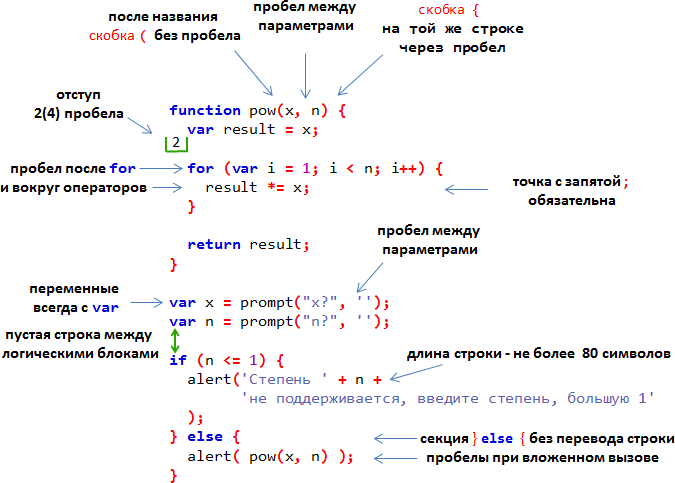 после названия
скобка ( без пробела
пробел между
параметрами
скобка {
на той же строке
через пробел
отступ
2(4) пробела
function pow(x, n) {
var result = x;
2
пробел после for
и вокруг операторов
for (var i = 1; i < n; i++) {
result *= x;
}
точка с запятой ;
обязательна
return result;
}
пробел между
параметрами
переменные
всегда с var
var x = prompt("x?", '');
var n = prompt("n?", '');
пустая строка между
логическими блоками
if (n <= 1) {
alert('Степень ' + n +
'не поддерживается, введите степень, большую 1'
);
длина строки - не более 80 символов
} else {
alert( pow(x, n) );
}
секция } else { без перевода строки
пробелы при вложенном вызове